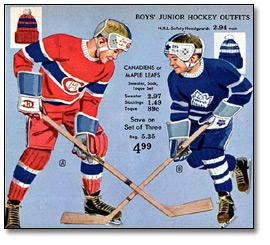 BOYS' JUNIOR HOCKEY OUTFITS
N.H.L. Safety Headguards 2.94 each
CANADIENS or
MAPLE LEAFS
Sweater, Sock,
Toque Set
Sweater 2.97
Stockings 1.49
Toque 89c
Save on
Set of Three
Reg. 5.35
4.99
A
B